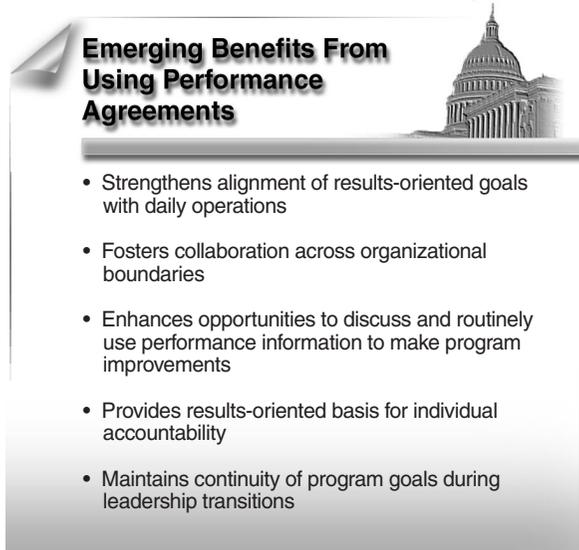 Emerging Benefits From
Using Performance
Agreements
• Strengthens alignment of results-oriented goals
with daily operations
• Fosters collaboration across organizational
boundaries
• Enhances opportunities to discuss and routinely
use performance information to make program
improvements
• Provides results-oriented basis for individual
accountability
• Maintains continuity of program goals during
leadership transitions